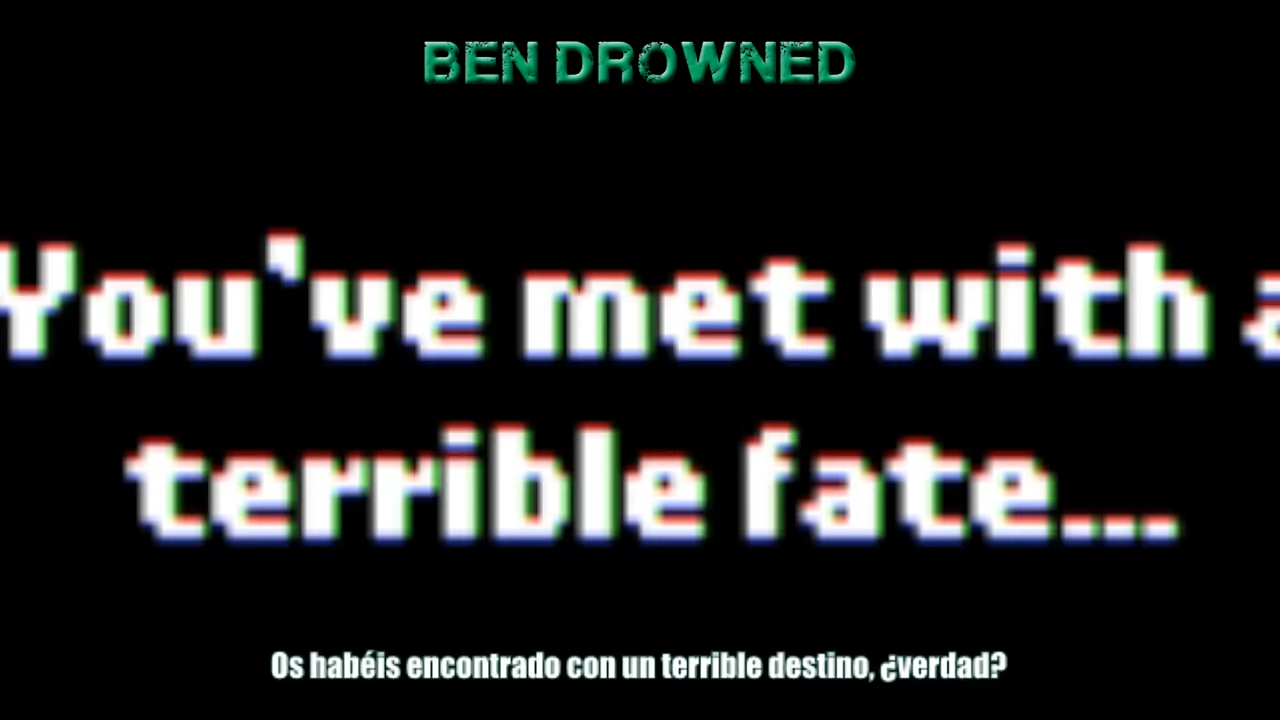 BEN DROWNED
You've met with a
terrible fate...
Os habéis encontrado con un terrible destino, ¿verdad?